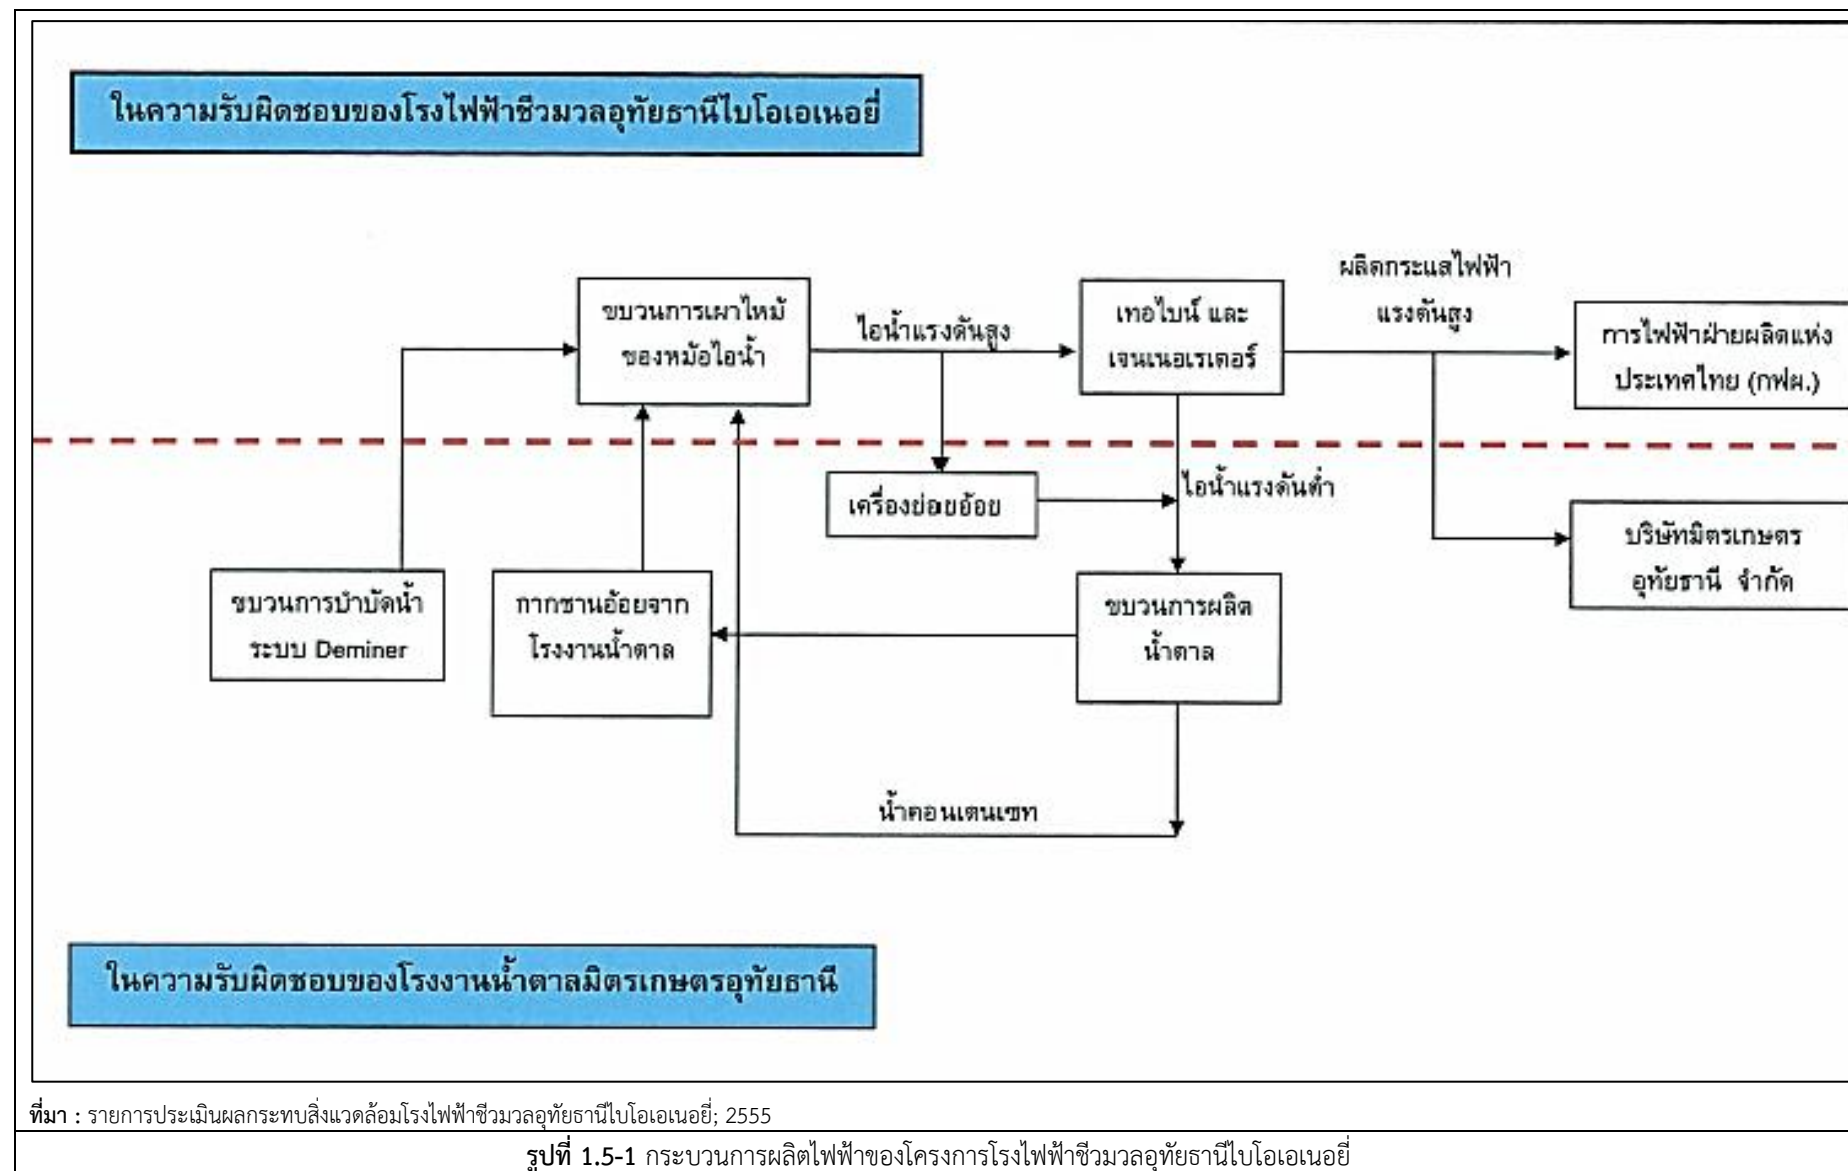 ในความรับผิดชอบของโรงไฟฟ้าชีวมวลอุทัยธานีไบโอเอเนอยี่
ขบวนการเผาไหม้
ของหม้อไอน้ำ
ไอน้ำแรงดันสูง
เทอไบน์ และ
เจนเนอเรเตอร์
ผลิตกระแสไฟฟ้า
แรงดันสูง
การไฟฟ้าฝ่ายผลิตแห่ง
ประเทศไทย (กฟผ.)
เครื่องย่อยอ้อย
ไอน้ำแรงดันต่ำ
บริษัทมิตรเกษตร
อุทัยธานี จำกัด
ขบวนการบำบัดน้ำ
ระบบ Deminer
กากชานอ้อยจาก
โรงงานน้ำตาล
ขบวนการผลิต
น้ำตาล
น้ำคอนเดนเซท
ในความรับผิดชอบของโรงงานน้ำตาลมิตรเกษตรอุทัยธานี
ที่มา : รายการประเมินผลกระทบสิ่งแวดล้อมโรงไฟฟ้าชีวมวลอุทัยธานีไบโอเอเนอยี่; 2555
รูปที่ 1.5-1 กระบวนการผลิตไฟฟ้าของโครงการโรงไฟฟ้าชีวมวลอุทัยธานีไบโอเอเนอยี่